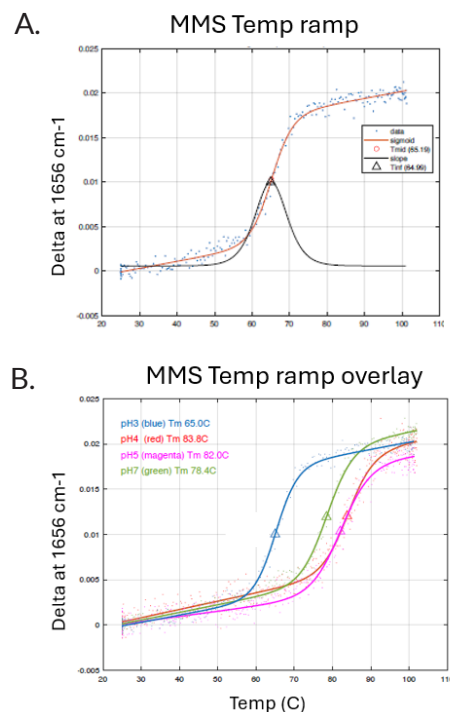 A.
MMS Temp ramp
0.025
0.02
0.015
0.01
0.005
0
-0.005
Delta at 1656 cm-1
data
sigmoid
Tmid (65.19)
slope
Tinf (64.99)
20 30 40 50 60 70 80 90 100
B.
MMS Temp ramp overlay
0.025
0.02
0.015
0.01
0.005
0
-0.005
Delta at 1656 cm-1
pH3 (blue) Tm 65.0C
pH4 (red) Tm 83.8C
pH5 (magenta) Tm 82.0C
pH7 (green) Tm 78.4C
20 30 40 50 60 70 80 90 100 110
Temp (C)